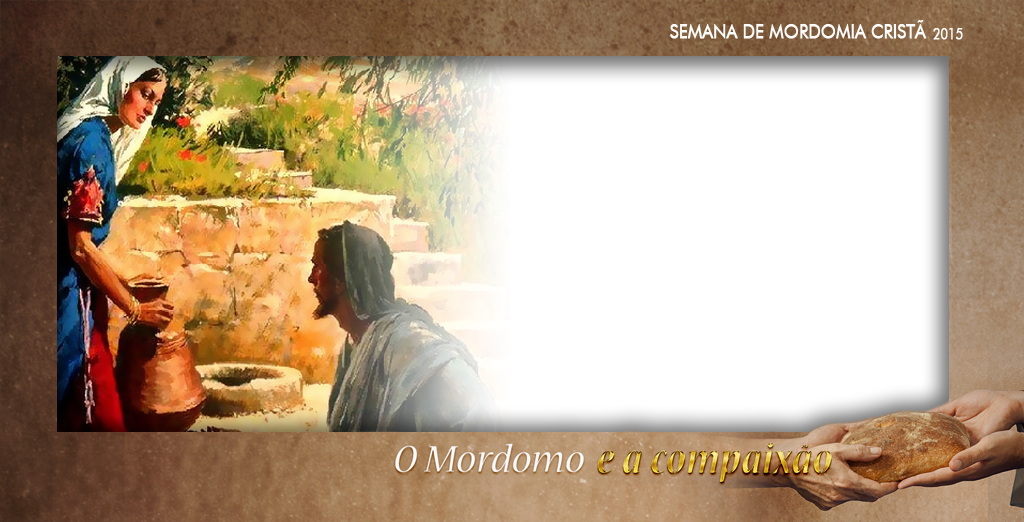 SEMANA DE MORDOMIA CRISTÃ 2015
O Mordomo e a compaixão